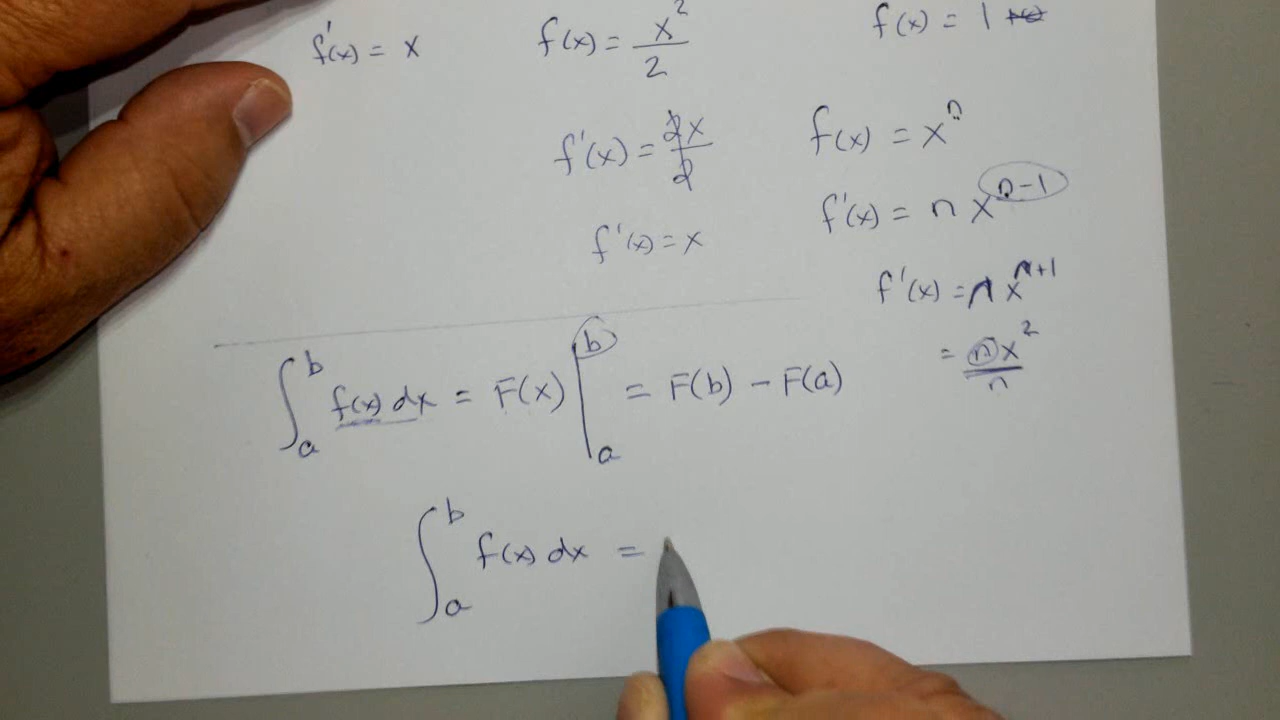 f'(x) = x
f(x) = x²/2
f(x) = 1
f'(x) = 2x/2
f(x) = xⁿ
f'(x) = x
f'(x) = n xⁿ⁻¹
f'(x) = n xⁿ⁺¹
= nx²/n
∫ₐᵇ f(x) dx = F(x) |ₐᵇ = F(b) - F(a)
∫ₐᵇ f(x) dx =